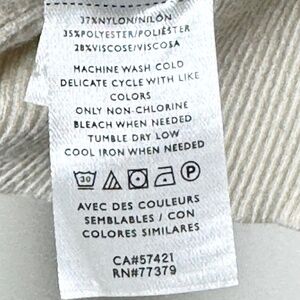 37%NYLON/NILÓN
35%POLYESTER/POLIÉSTER
28%VISCOSE/VISCOSA
MACHINE WASH COLD
DELICATE CYCLE WITH LIKE
COLORS
ONLY NON-CHLORINE
BLEACH WHEN NEEDED
TUMBLE DRY LOW
COOL IRON WHEN NEEDED
30 P
AVEC DES COULEURS
SEMBLABLES / CON
COLORES SIMILARES
CA#57421
RN#77379